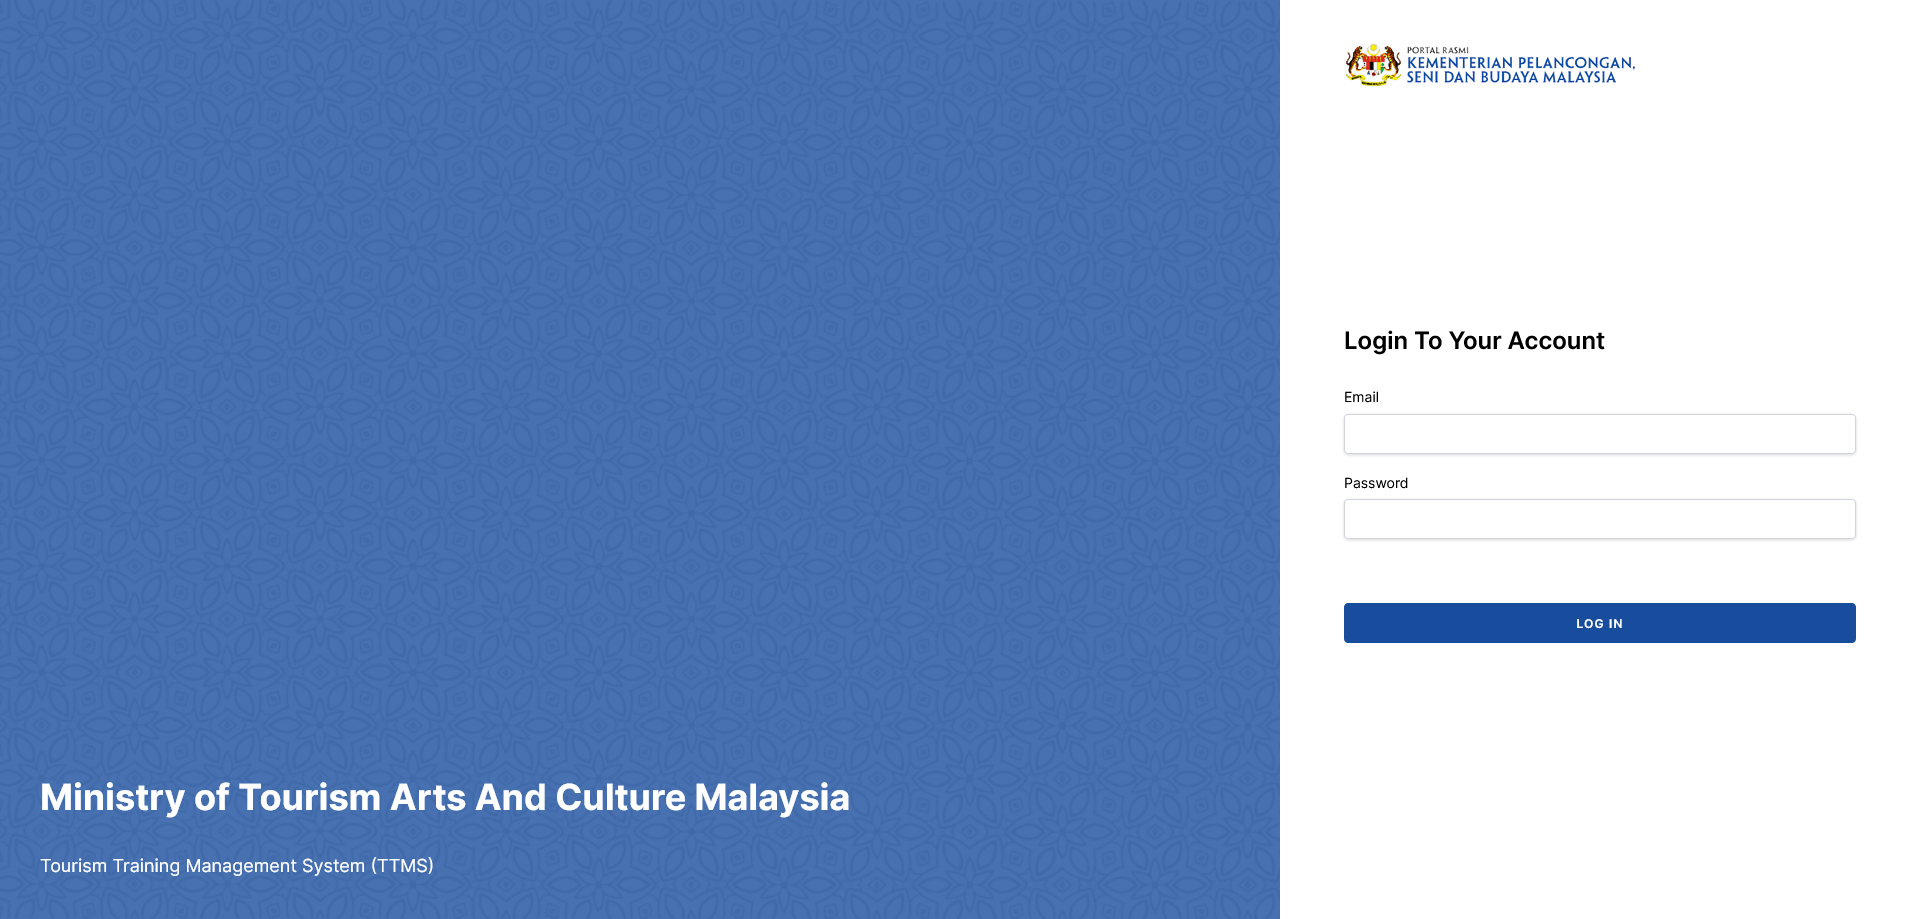 PORTAL RASMI
KEMENTERIAN PELANCONGAN,
SENI DAN BUDAYA MALAYSIA
Login To Your Account
Email
Password
LOG IN
Ministry of Tourism Arts And Culture Malaysia
Tourism Training Management System (TTMS)